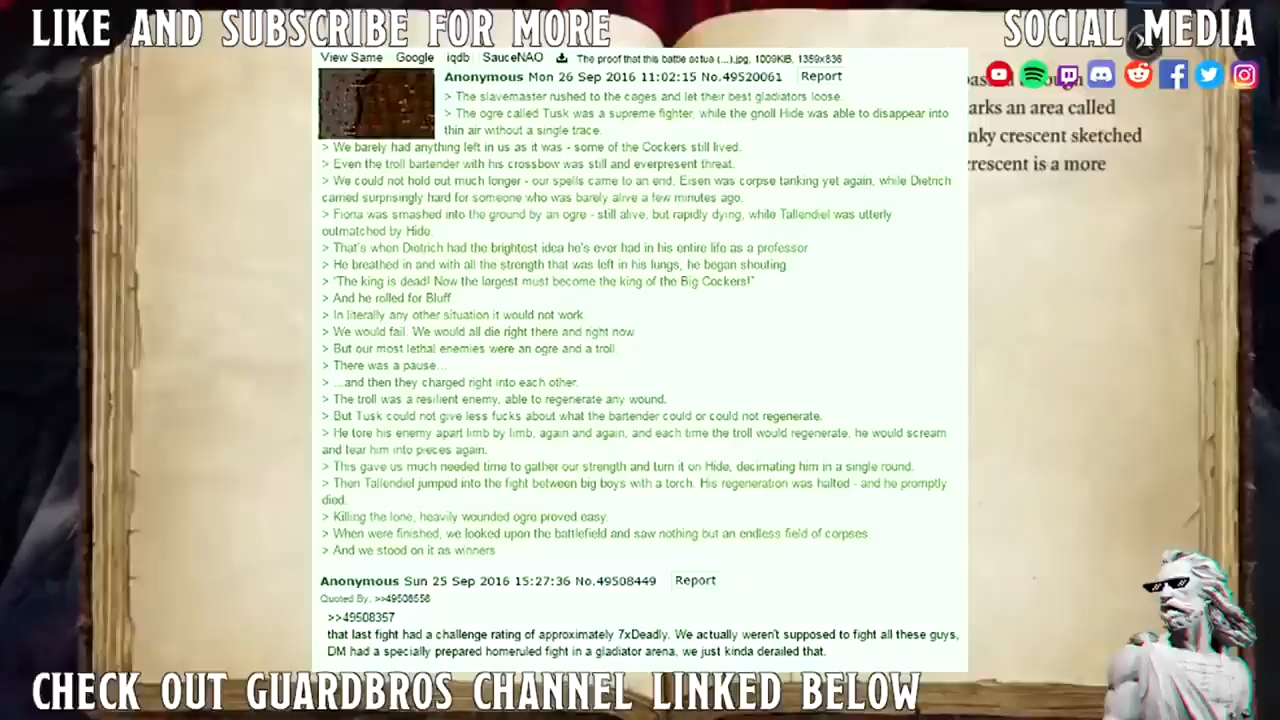 LIKE AND SUBSCRIBE FOR MORE
SOCIAL MEDIA
View Same Google iqdb SauceNAO The proof that this battle actua (...).jpg, 1009KiB, 1359x836
Anonymous Mon 26 Sep 2016 11:02:15 No.49520061 Report
> The slavemaster rushed to the cages and let their best gladiators loose.
> The ogre called Tusk was a supreme fighter, while the gnoll Hide was able to disappear into
thin air without a single trace.
> We barely had anything left in us as it was - some of the Cockers still lived.
> Even the troll bartender with his crossbow was still and everpresent threat.
> We could not hold out much longer - our spells came to an end, Eisen was corpse tanking yet again, while Dietrich
carried surprisingly hard for someone who was barely alive a few minutes ago.
> Fiona was smashed into the ground by an ogre - still alive, but rapidly dying, while Tallendiel was utterly
outmatched by Hide.
> That's when Dietrich had the brightest idea he's ever had in his entire life as a professor
> He breathed in and with all the strength that was left in his lungs, he began shouting
> "The king is dead! Now the largest must become the king of the Big Cockers!"
> And he rolled for Bluff
> In literally any other situation it would not work
> We would fail. We would all die right there and right now
> But our most lethal enemies were an ogre and a troll.
> There was a pause...
> ...and then they charged right into each other.
> The troll was a resilient enemy, able to regenerate any wound.
> But Tusk could not give less fucks about what the bartender could or could not regenerate.
> He tore his enemy apart limb by limb, again and again, and each time the troll would regenerate, he would scream
and tear him into pieces again.
> This gave us much needed time to gather our strength and turn it on Hide, decimating him in a single round.
> Then Tallendiel jumped into the fight between big boys with a torch. His regeneration was halted - and he promptly
died.
> Killing the lone, heavily wounded ogre proved easy.
> When were finished, we looked upon the battlefield and saw nothing but an endless field of corpses
> And we stood on it as winners
Anonymous Sun 25 Sep 2016 15:27:36 No.49508449 Report
Quoted By: >>49508556
>>49508357
that last fight had a challenge rating of approximately 7xDeadly. We actually weren't supposed to fight all these guys,
DM had a specially prepared homeruled fight in a gladiator arena, we just kinda derailed that.
arks an area called
nky crescent sketched
crescent is a more
CHECK OUT GUARDBROS CHANNEL LINKED BELOW